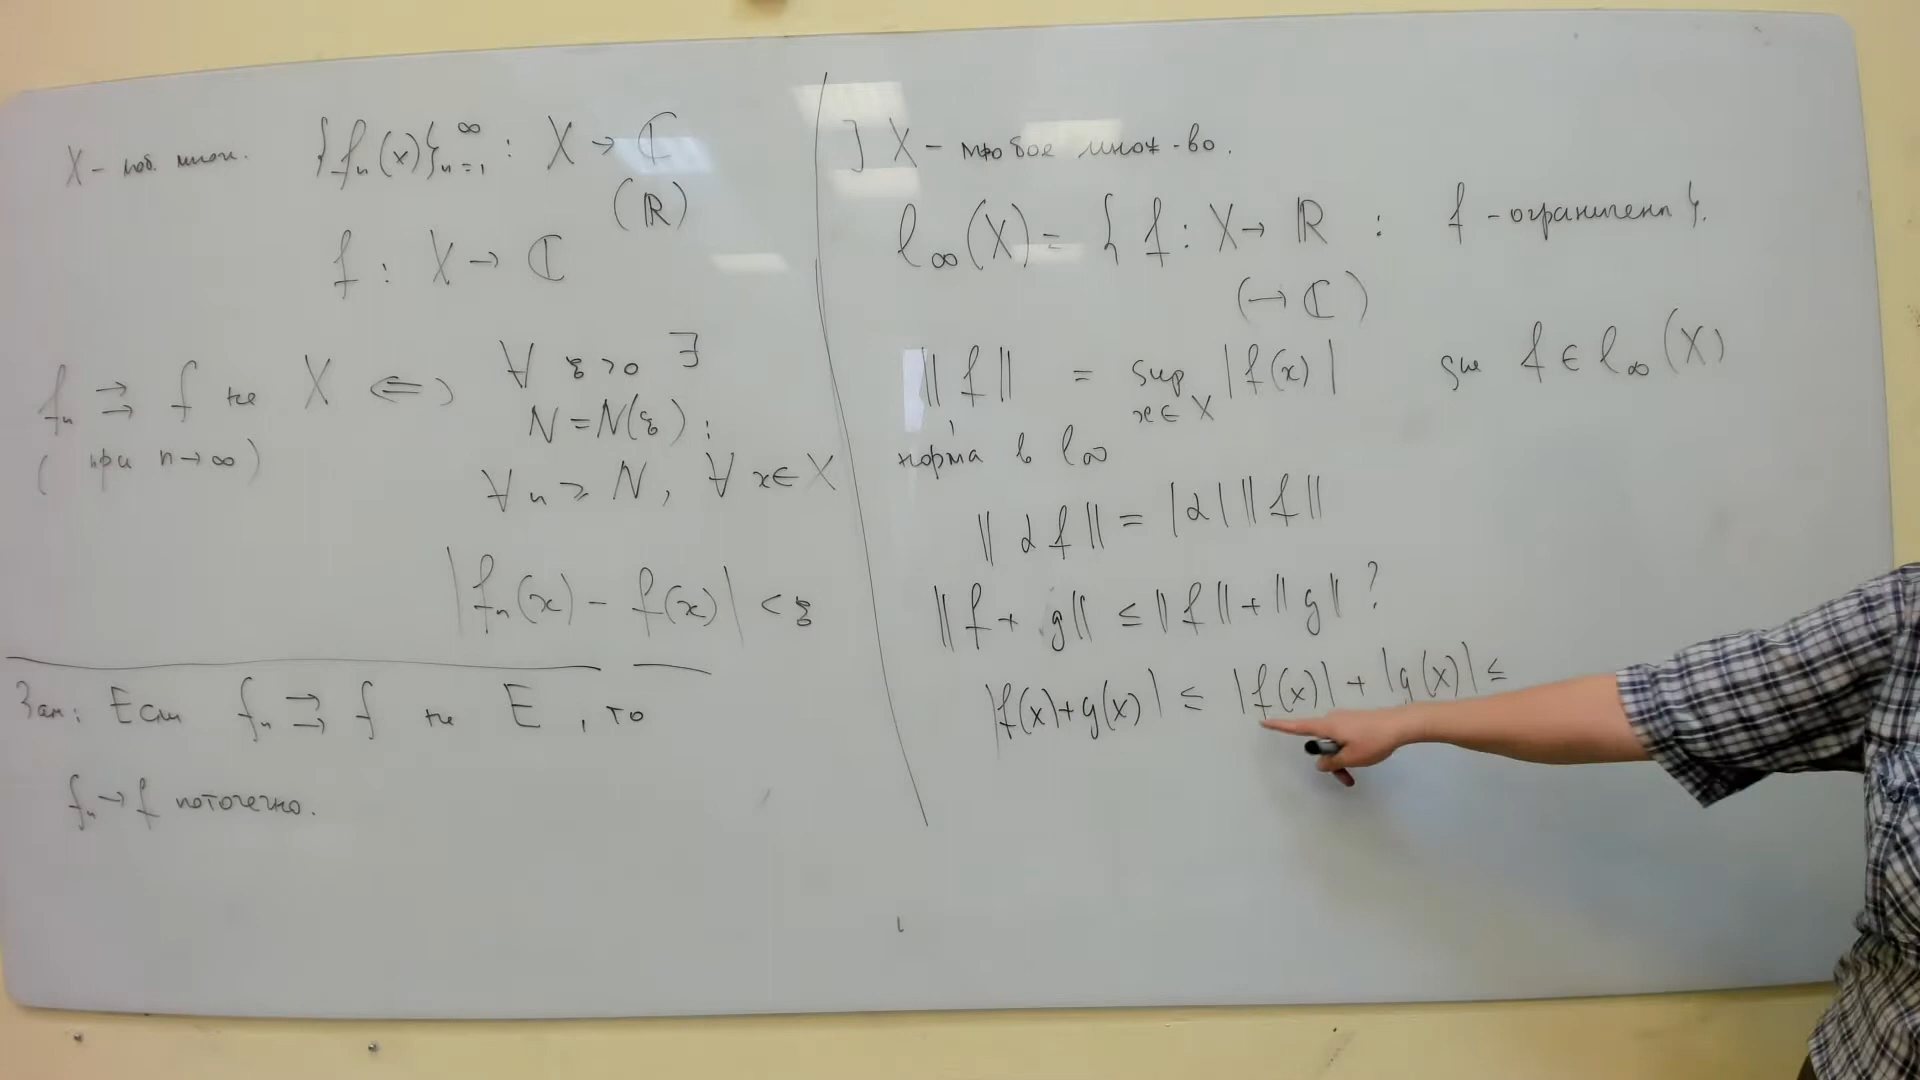 X - люб. множ. {fₙ(x)}ₙ₌₁^∞ : X → ℂ
(ℝ)
f : X → ℂ
fₙ ⇉ f на X ⟺ ∀ ε>0 ∃
N = N(ε) :
(при n→∞)
∀ n ≥ N, ∀ x ∈ X
|fₙ(x) - f(x)| < ε
Зам: Если fₙ ⇉ f на E, то
fₙ → f поточечно.
] X - любое множ-во.
l∞(X) = { f : X → ℝ : f - ограничена }.
(→ ℂ)
‖f‖ = sup |f(x)| где f ∈ l∞(X)
x∈X
норма в l∞
‖αf‖ = |α| ‖f‖
‖f + g‖ ≤ ‖f‖ + ‖g‖ ?
|f(x)+g(x)| ≤ |f(x)| + |g(x)| ≤